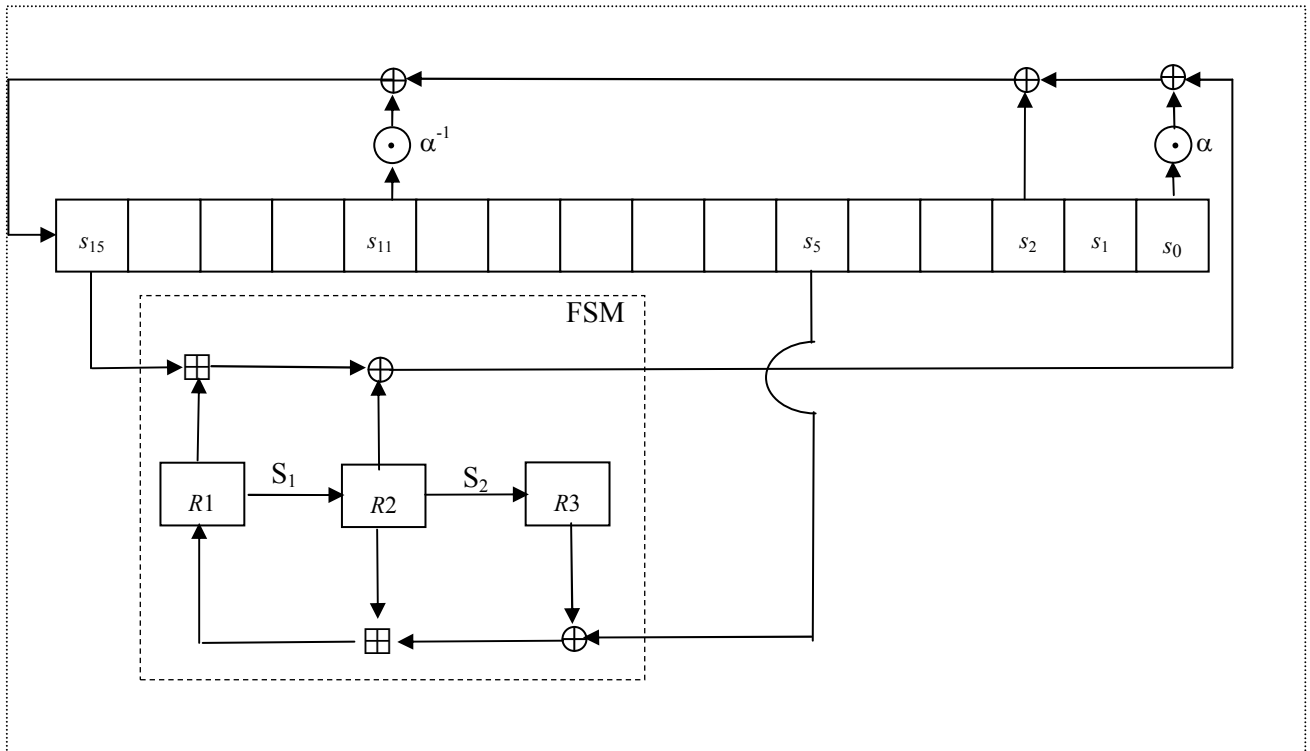 α⁻¹ α
s₁₅ s₁₁ s₅ s₂ s₁ s₀
FSM
S₁ S₂
R1 R2 R3